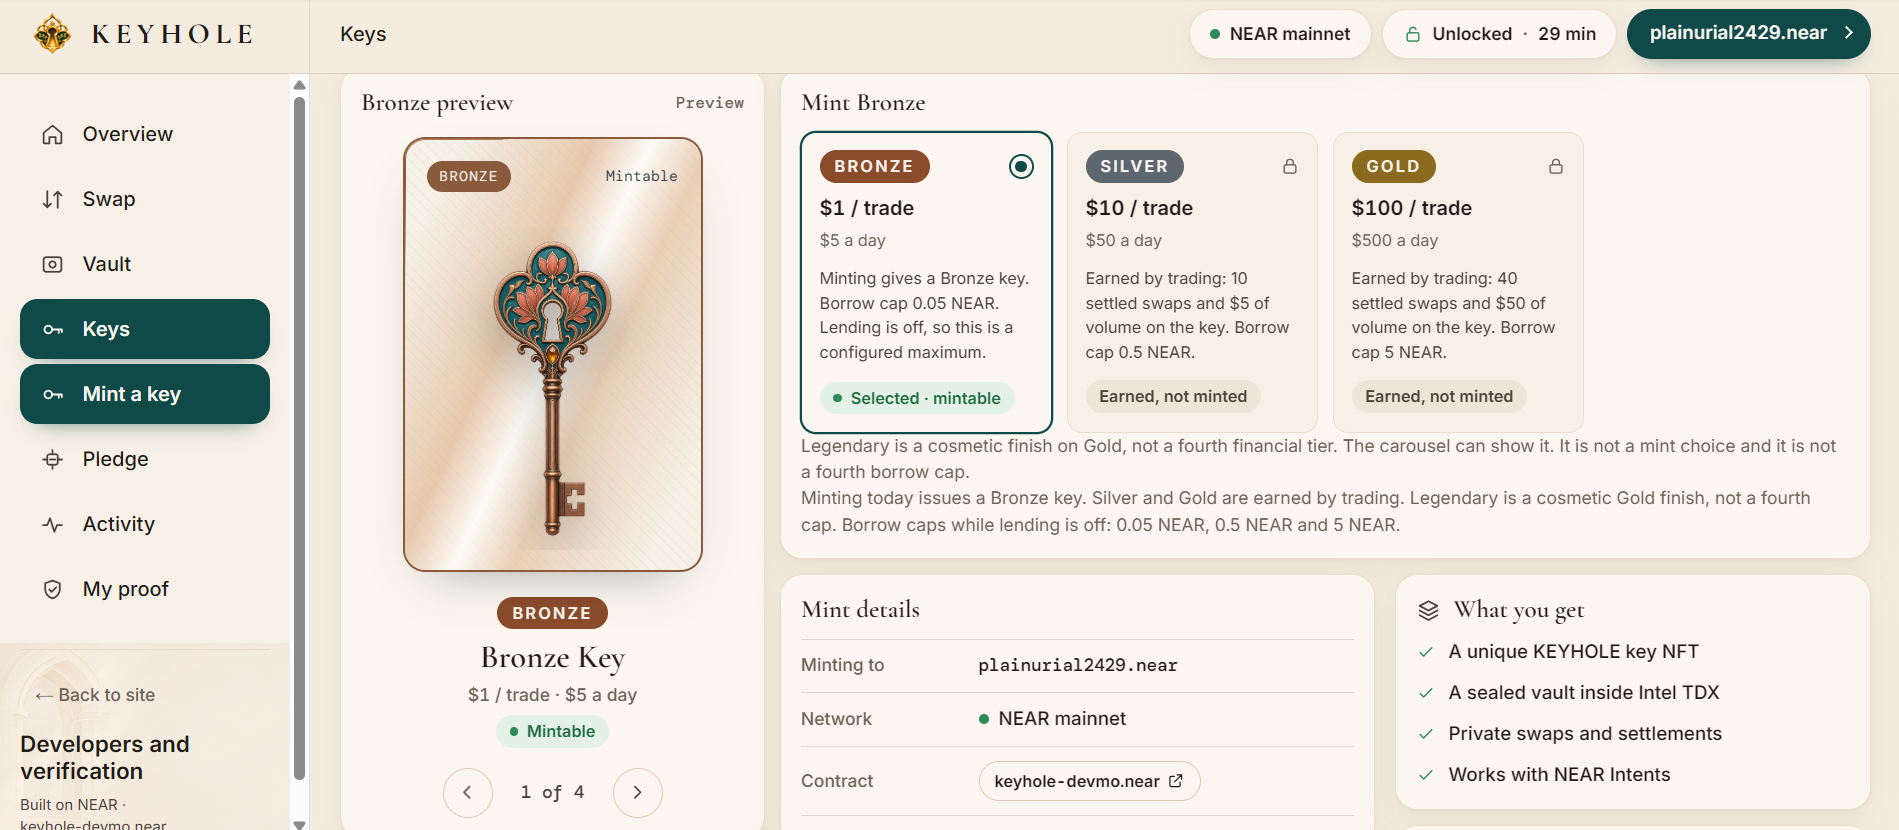 KEYHOLE
Keys
NEAR mainnet
Unlocked · 29 min
plainurial2429.near
Overview
Swap
Vault
Keys
Mint a key
Pledge
Activity
My proof
← Back to site
Developers and
verification
Built on NEAR ·
keyhole-devmo.near
Bronze preview
Preview
BRONZE
Mintable
BRONZE
Bronze Key
$1 / trade · $5 a day
Mintable
1 of 4
Mint Bronze
BRONZE
$1 / trade
$5 a day
Minting gives a Bronze key.
Borrow cap 0.05 NEAR.
Lending is off, so this is a
configured maximum.
Selected · mintable
SILVER
$10 / trade
$50 a day
Earned by trading: 10
settled swaps and $5 of
volume on the key. Borrow
cap 0.5 NEAR.
Earned, not minted
GOLD
$100 / trade
$500 a day
Earned by trading: 40
settled swaps and $50 of
volume on the key. Borrow
cap 5 NEAR.
Earned, not minted
Legendary is a cosmetic finish on Gold, not a fourth financial tier. The carousel can show it. It is not a mint choice and it is not
a fourth borrow cap.
Minting today issues a Bronze key. Silver and Gold are earned by trading. Legendary is a cosmetic Gold finish, not a fourth
cap. Borrow caps while lending is off: 0.05 NEAR, 0.5 NEAR and 5 NEAR.
Mint details
Minting to plainurial2429.near
Network NEAR mainnet
Contract keyhole-devmo.near
What you get
A unique KEYHOLE key NFT
A sealed vault inside Intel TDX
Private swaps and settlements
Works with NEAR Intents